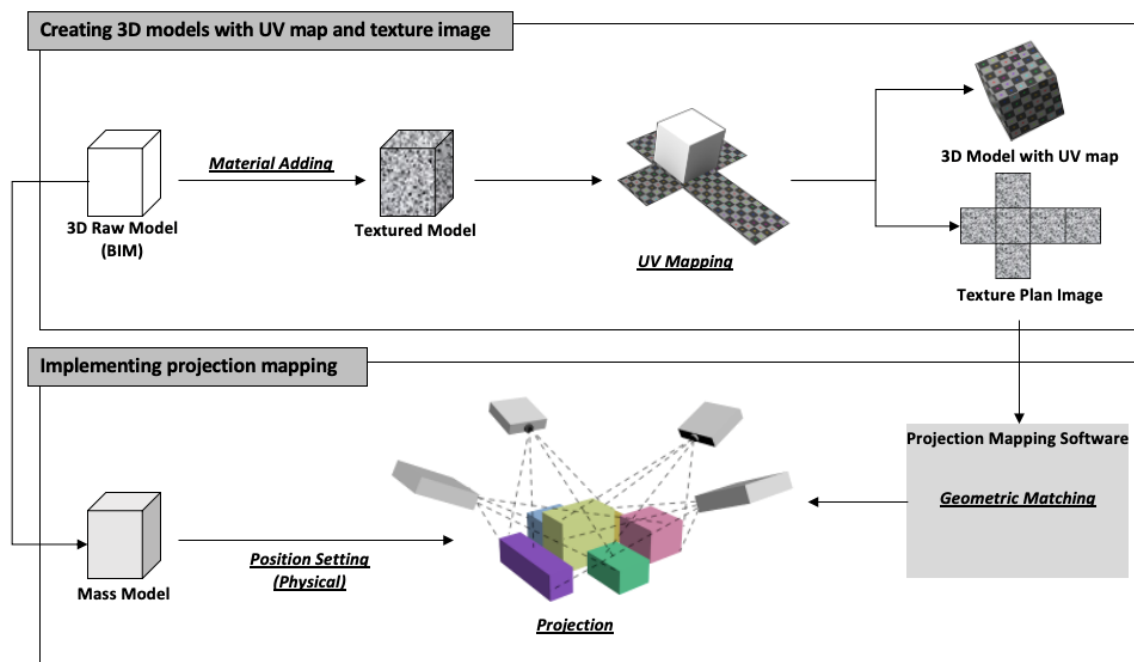 Creating 3D models with UV map and texture image
Material Adding
3D Raw Model
(BIM)
Textured Model
UV Mapping
3D Model with UV map
Texture Plan Image
Implementing projection mapping
Projection Mapping Software
Geometric Matching
Mass Model
Position Setting
(Physical)
Projection